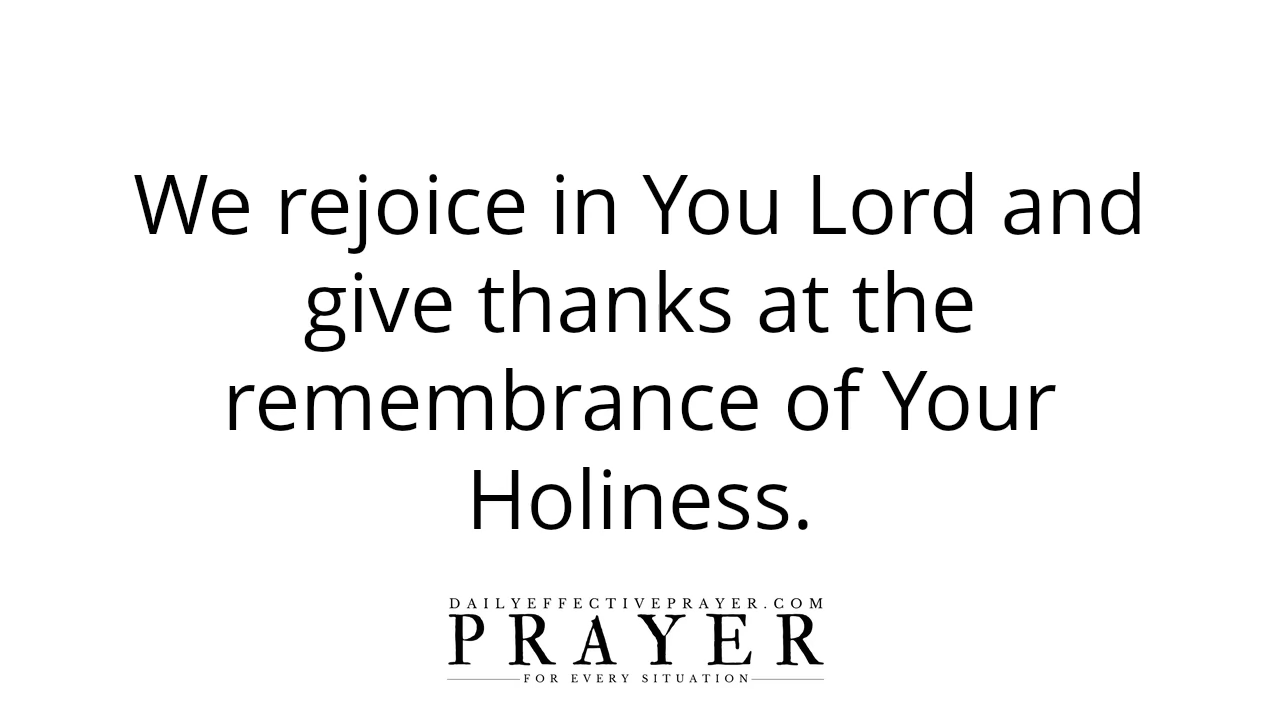 We rejoice in You Lord and
give thanks at the
remembrance of Your
Holiness.
DAILYEFFECTIVEPRAYER.COM
PRAYER
FOR EVERY SITUATION